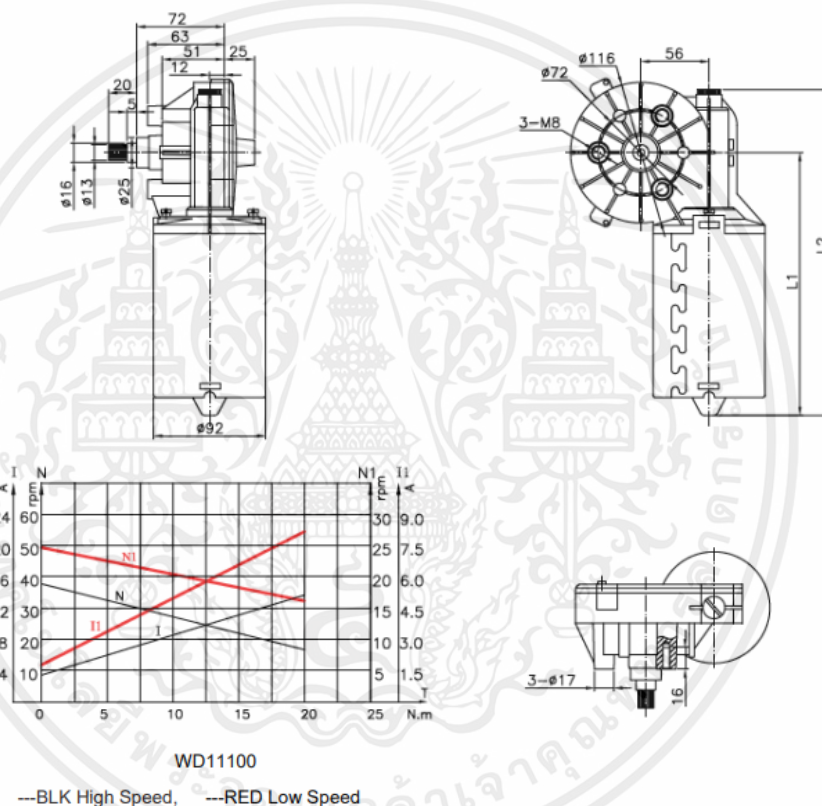 72
63
51 25
12
20
5
ø16
ø13
ø25
ø92
56
ø116
ø72
3-M8
L1
I N N1 I1
A rpm rpm A
24 60 30 9.0
20 50 25 7.5
6 40 20 6.0
2 30 15 4.5
8 20 10 3.0
4 10 5 1.5
N1
N
I1
I
T
0 5 10 15 20 25 N.m
3-ø17
16
WD11100
---BLK High Speed, ---RED Low Speed